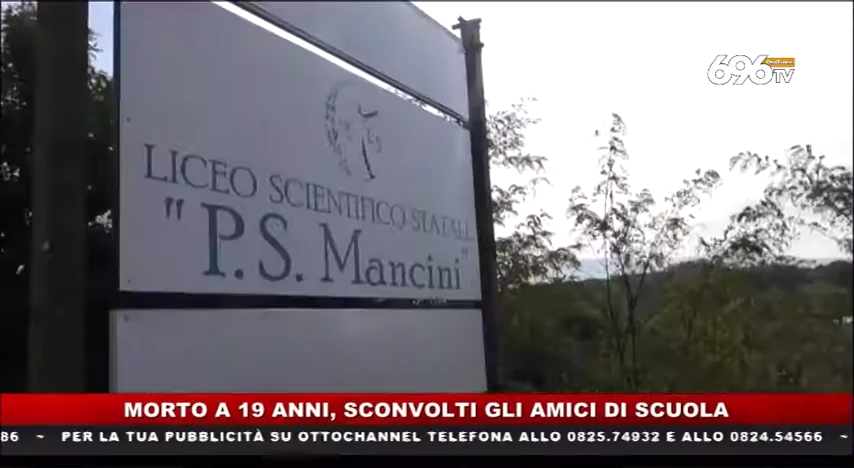 696
OttoChannel
TV
LICEO SCIENTIFICO STATALE
"P.S. Mancini"
MORTO A 19 ANNI, SCONVOLTI GLI AMICI DI SCUOLA
86 ~ PER LA TUA PUBBLICITÀ SU OTTOCHANNEL TELEFONA ALLO 0825.74932 E ALLO 0824.54566 ~